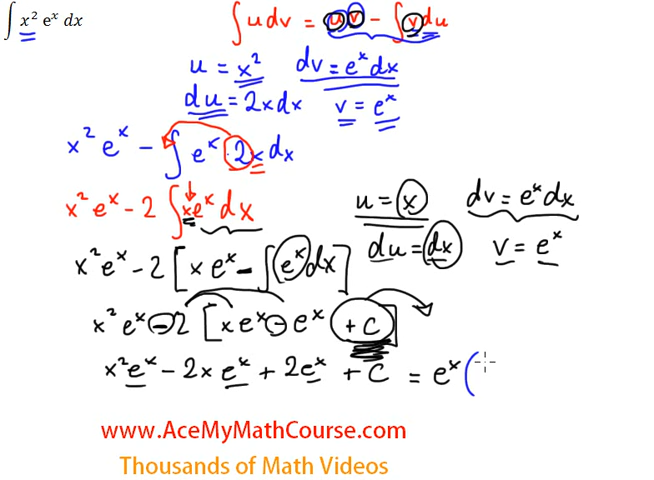 ∫ x² eˣ dx
∫ u dv = uv - ∫ v du
u = x² dv = eˣ dx
du = 2x dx v = eˣ
x² eˣ - ∫ eˣ 2x dx
x² eˣ - 2 ∫ x eˣ dx
u = x dv = eˣ dx
du = dx v = eˣ
x² eˣ - 2 [ x eˣ - ∫ eˣ dx ]
x² eˣ - 2 [ x eˣ - eˣ + C ]
x² eˣ - 2x eˣ + 2eˣ + C = eˣ (
www.AceMyMathCourse.com
Thousands of Math Videos